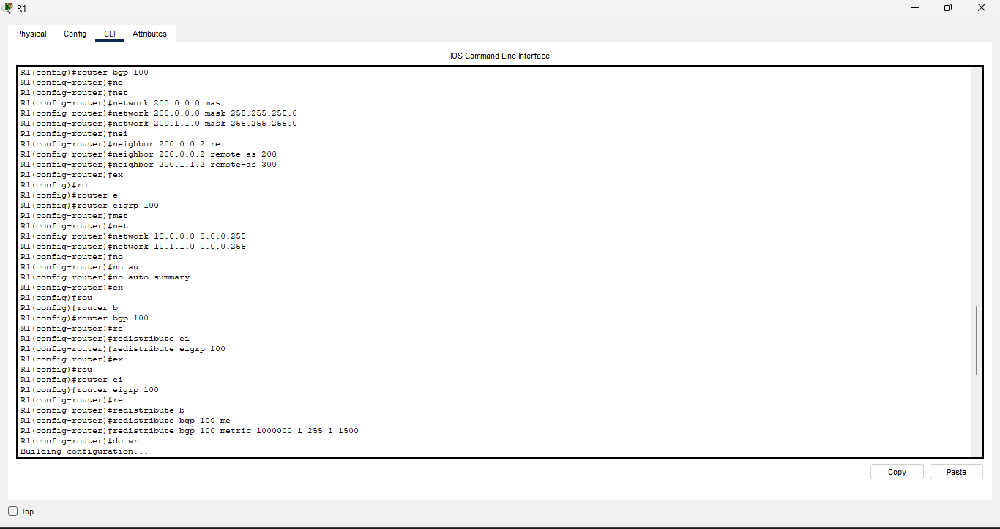 R1
Physical Config CLI Attributes
IOS Command Line Interface
R1(config)#router bgp 100
R1(config-router)#ne
R1(config-router)#net
R1(config-router)#network 200.0.0.0 mas
R1(config-router)#network 200.0.0.0 mask 255.255.255.0
R1(config-router)#network 200.1.1.0 mask 255.255.255.0
R1(config-router)#nei
R1(config-router)#neighbor 200.0.0.2 re
R1(config-router)#neighbor 200.0.0.2 remote-as 200
R1(config-router)#neighbor 200.1.1.2 remote-as 300
R1(config-router)#ex
R1(config)#ro
R1(config)#router e
R1(config)#router eigrp 100
R1(config-router)#met
R1(config-router)#net
R1(config-router)#network 10.0.0.0 0.0.0.255
R1(config-router)#network 10.1.1.0 0.0.0.255
R1(config-router)#no
R1(config-router)#no au
R1(config-router)#no auto-summary
R1(config-router)#ex
R1(config)#rou
R1(config)#router b
R1(config)#router bgp 100
R1(config-router)#re
R1(config-router)#redistribute ei
R1(config-router)#redistribute eigrp 100
R1(config-router)#ex
R1(config)#rou
R1(config)#router ei
R1(config)#router eigrp 100
R1(config-router)#re
R1(config-router)#redistribute b
R1(config-router)#redistribute bgp 100 me
R1(config-router)#redistribute bgp 100 metric 1000000 1 255 1 1500
R1(config-router)#do wr
Building configuration...
Copy Paste
Top